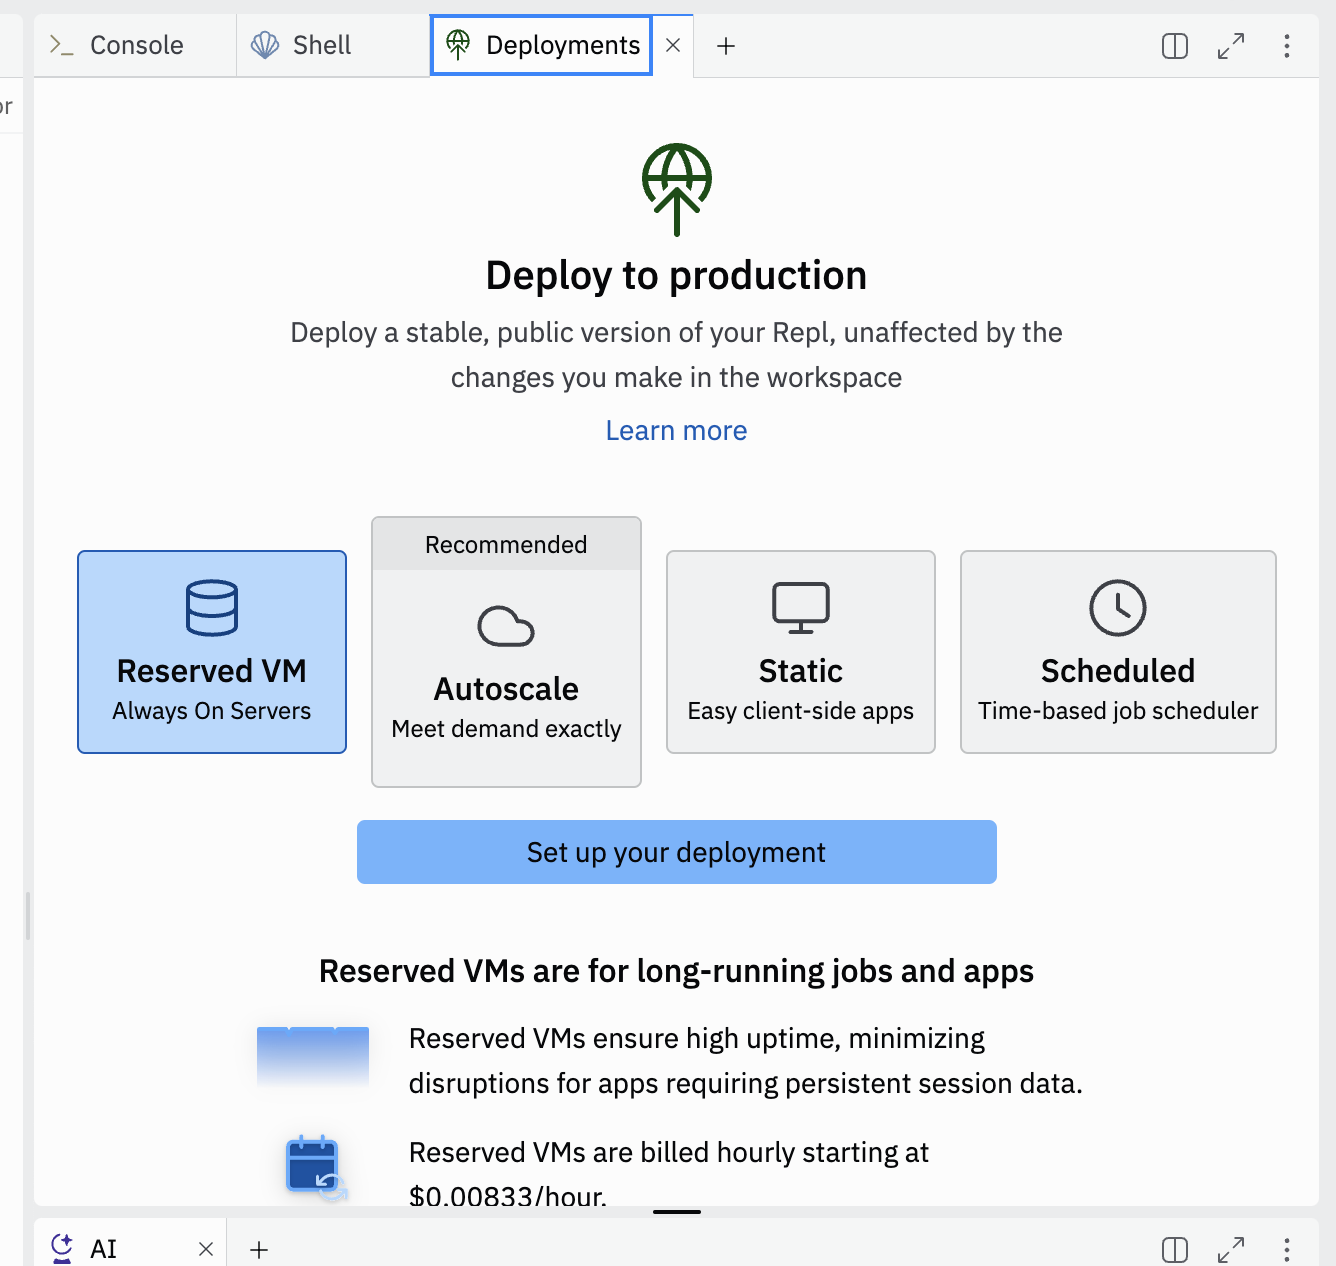 Console
Shell
Deployments
or
Deploy to production
Deploy a stable, public version of your Repl, unaffected by the
changes you make in the workspace
Learn more
Reserved VM
Always On Servers
Recommended
Autoscale
Meet demand exactly
Static
Easy client-side apps
Scheduled
Time-based job scheduler
Set up your deployment
Reserved VMs are for long-running jobs and apps
Reserved VMs ensure high uptime, minimizing
disruptions for apps requiring persistent session data.
Reserved VMs are billed hourly starting at
$0.00833/hour.
AI